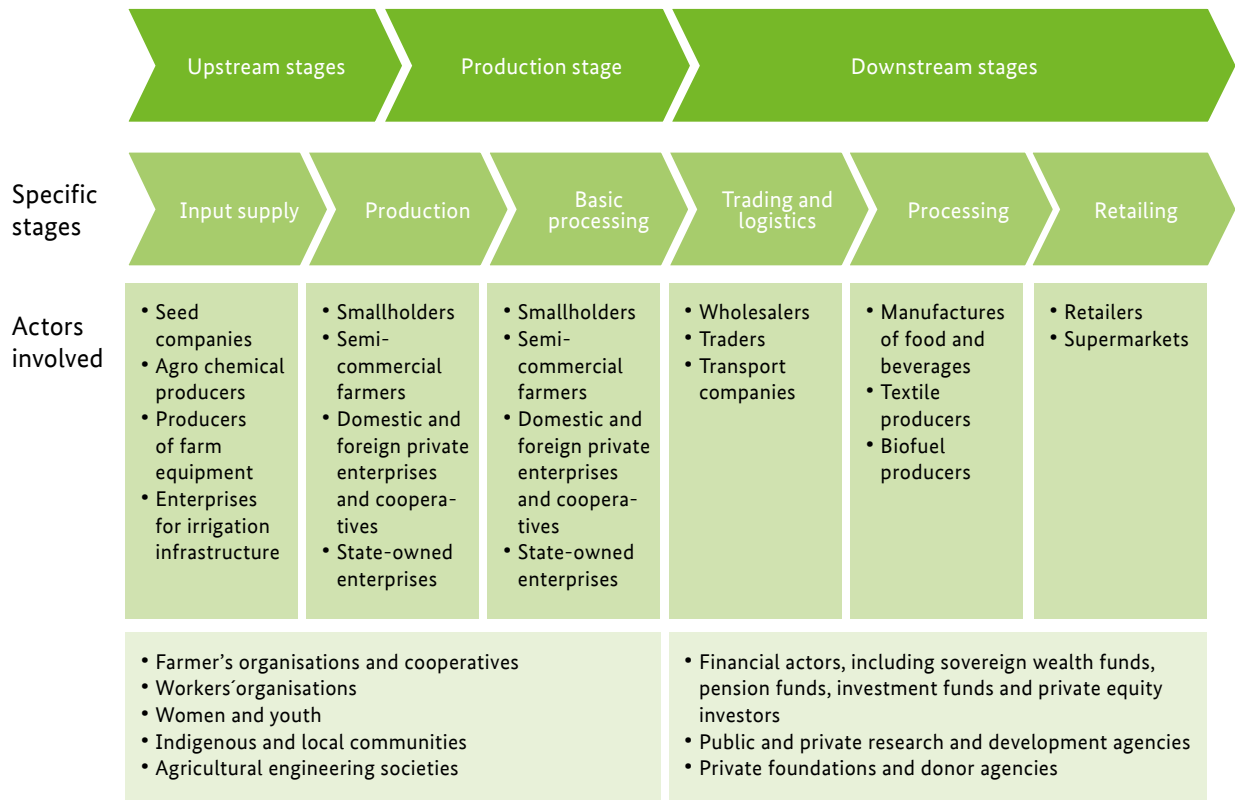 Upstream stages
Production stage
Downstream stages
Specific
stages
Input supply
Production
Basic
processing
Trading and
logistics
Processing
Retailing
Actors
involved
• Seed
companies
• Agro chemical
producers
• Producers
of farm
equipment
• Enterprises
for irrigation
infrastructure
• Smallholders
• Semi-
commercial
farmers
• Domestic and
foreign private
enterprises
and coopera-
tives
• State-owned
enterprises
• Smallholders
• Semi-
commercial
farmers
• Domestic and
foreign private
enterprises
and coopera-
tives
• State-owned
enterprises
• Wholesalers
• Traders
• Transport
companies
• Manufactures
of food and
beverages
• Textile
producers
• Biofuel
producers
• Retailers
• Supermarkets
• Farmer's organisations and cooperatives
• Workers´organisations
• Women and youth
• Indigenous and local communities
• Agricultural engineering societies
• Financial actors, including sovereign wealth funds,
pension funds, investment funds and private equity
investors
• Public and private research and development agencies
• Private foundations and donor agencies